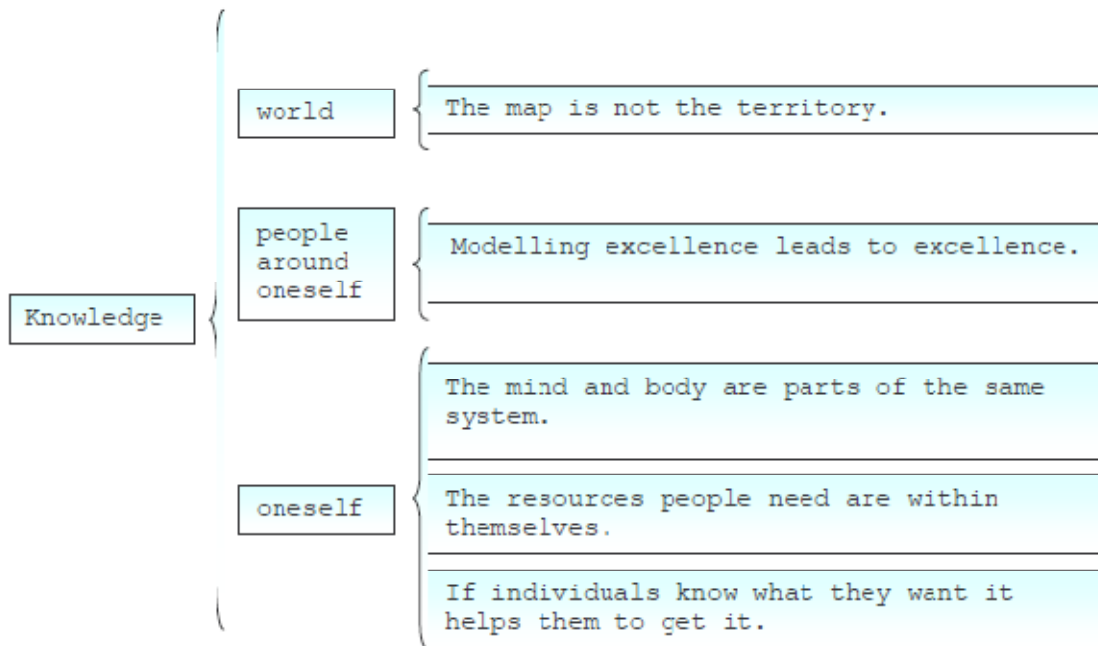 world
The map is not the territory.
people
around
oneself
Modelling excellence leads to excellence.
Knowledge
The mind and body are parts of the same
system.
oneself
The resources people need are within
themselves.
If individuals know what they want it
helps them to get it.